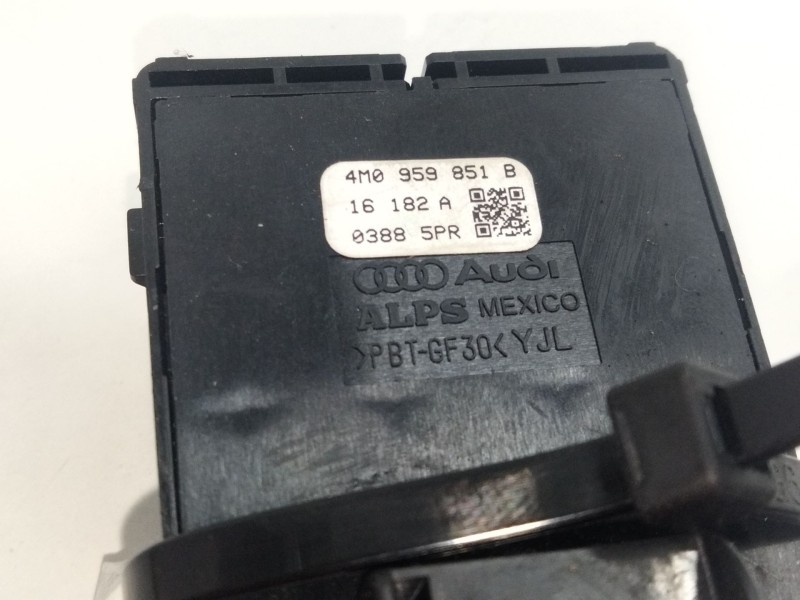 4M0 959 851 B
16 182 A
0388 5PR
Audi
ALPS MEXICO
>PBT-GF30< YJL